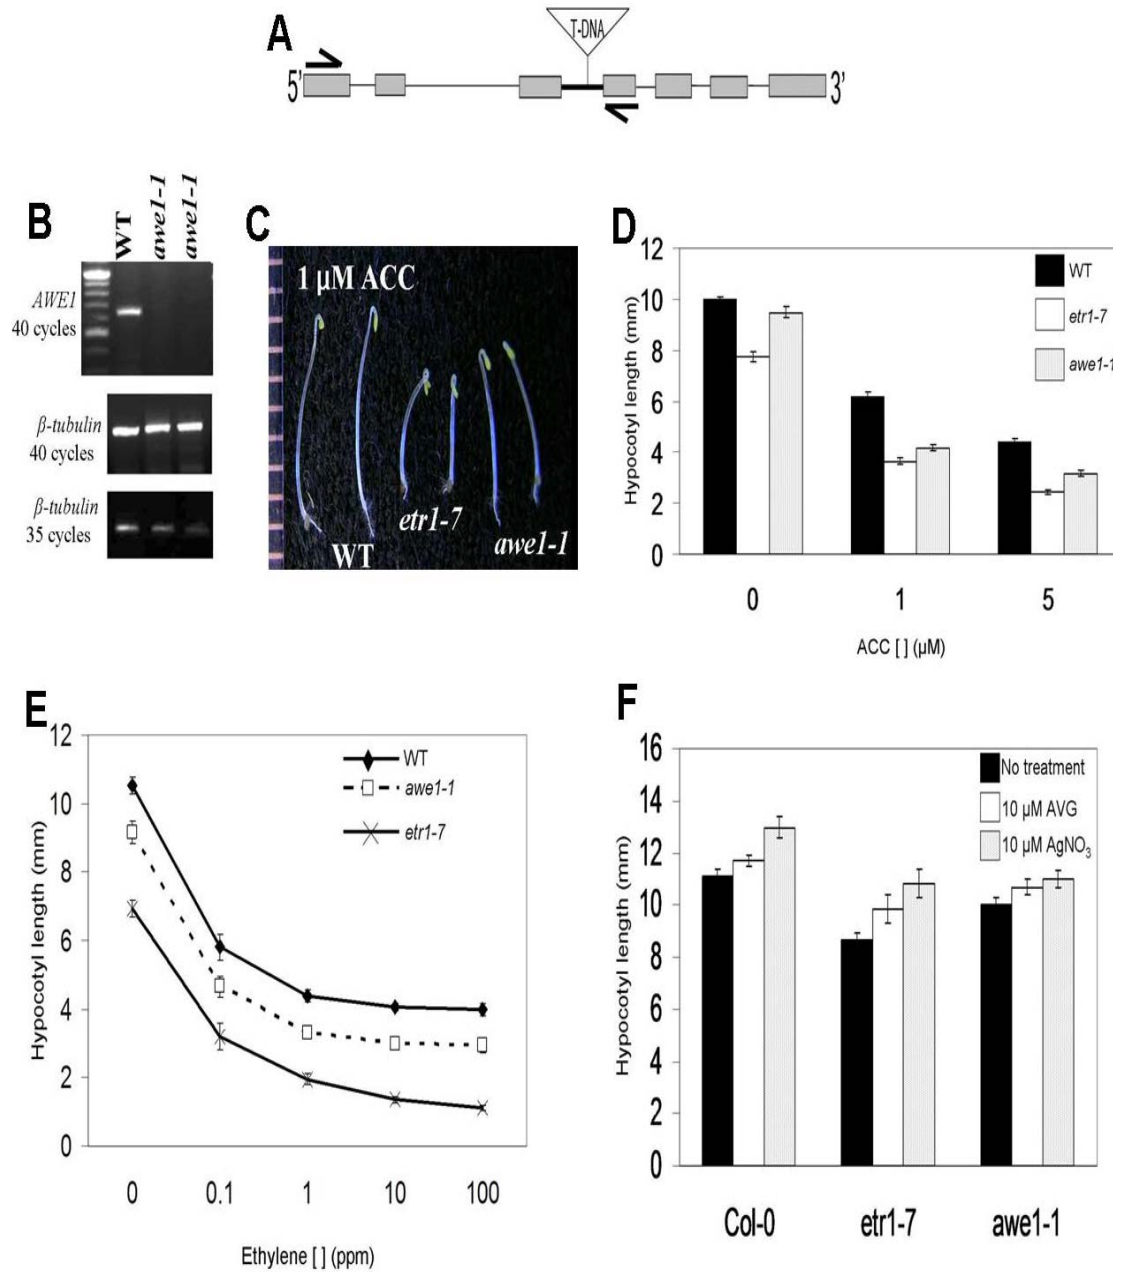 A
T-DNA
5'
3'
B
WT
awe1-1
awe1-1
AWE1
40 cycles
β-tubulin
40 cycles
β-tubulin
35 cycles
C
1 µM ACC
WT
etr1-7
awe1-1
D
12
10
8
6
4
2
0
Hypocotyl length (mm)
WT
etr1-7
awe1-1
0 1 5
ACC [ ] (µM)
E
12
10
8
6
4
2
0
Hypocotyl length (mm)
WT
awe1-1
etr1-7
0 0.1 1 10 100
Ethylene [ ] (ppm)
F
16
14
12
10
8
6
4
2
0
Hypocotyl length (mm)
No treatment
10 µM AVG
10 µM AgNO₃
Col-0 etr1-7 awe1-1